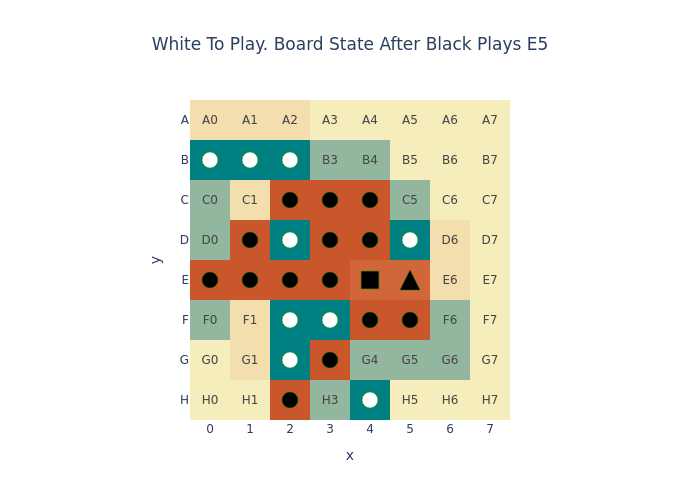 White To Play. Board State After Black Plays E5
A A0 A1 A2 A3 A4 A5 A6 A7
B B3 B4 B5 B6 B7
C C0 C1 C5 C6 C7
D D0 D6 D7
y
E E6 E7
F F0 F1 F6 F7
G G0 G1 G4 G5 G6 G7
H H0 H1 H3 H5 H6 H7
0 1 2 3 4 5 6 7
x